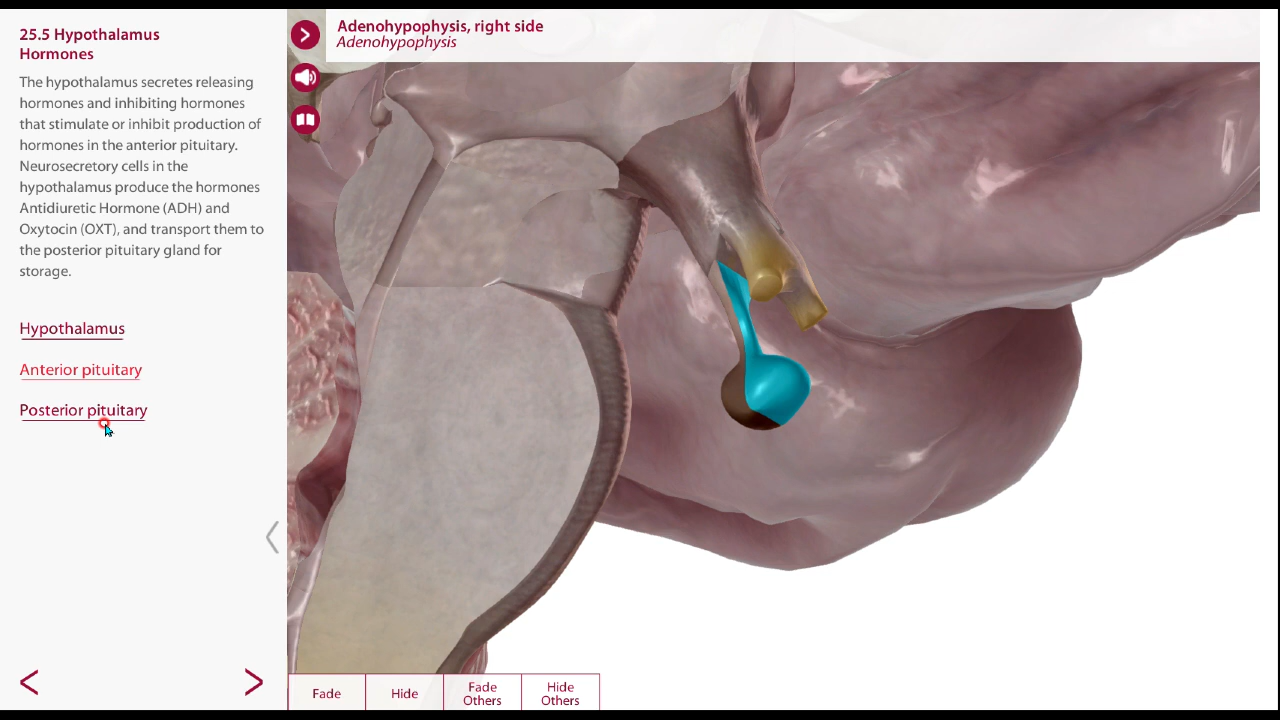 25.5 Hypothalamus
Hormones
The hypothalamus secretes releasing
hormones and inhibiting hormones
that stimulate or inhibit production of
hormones in the anterior pituitary.
Neurosecretory cells in the
hypothalamus produce the hormones
Antidiuretic Hormone (ADH) and
Oxytocin (OXT), and transport them to
the posterior pituitary gland for
storage.
Hypothalamus
Anterior pituitary
Posterior pituitary
Adenohypophysis, right side
Adenohypophysis
Fade
Hide
Fade
Others
Hide
Others